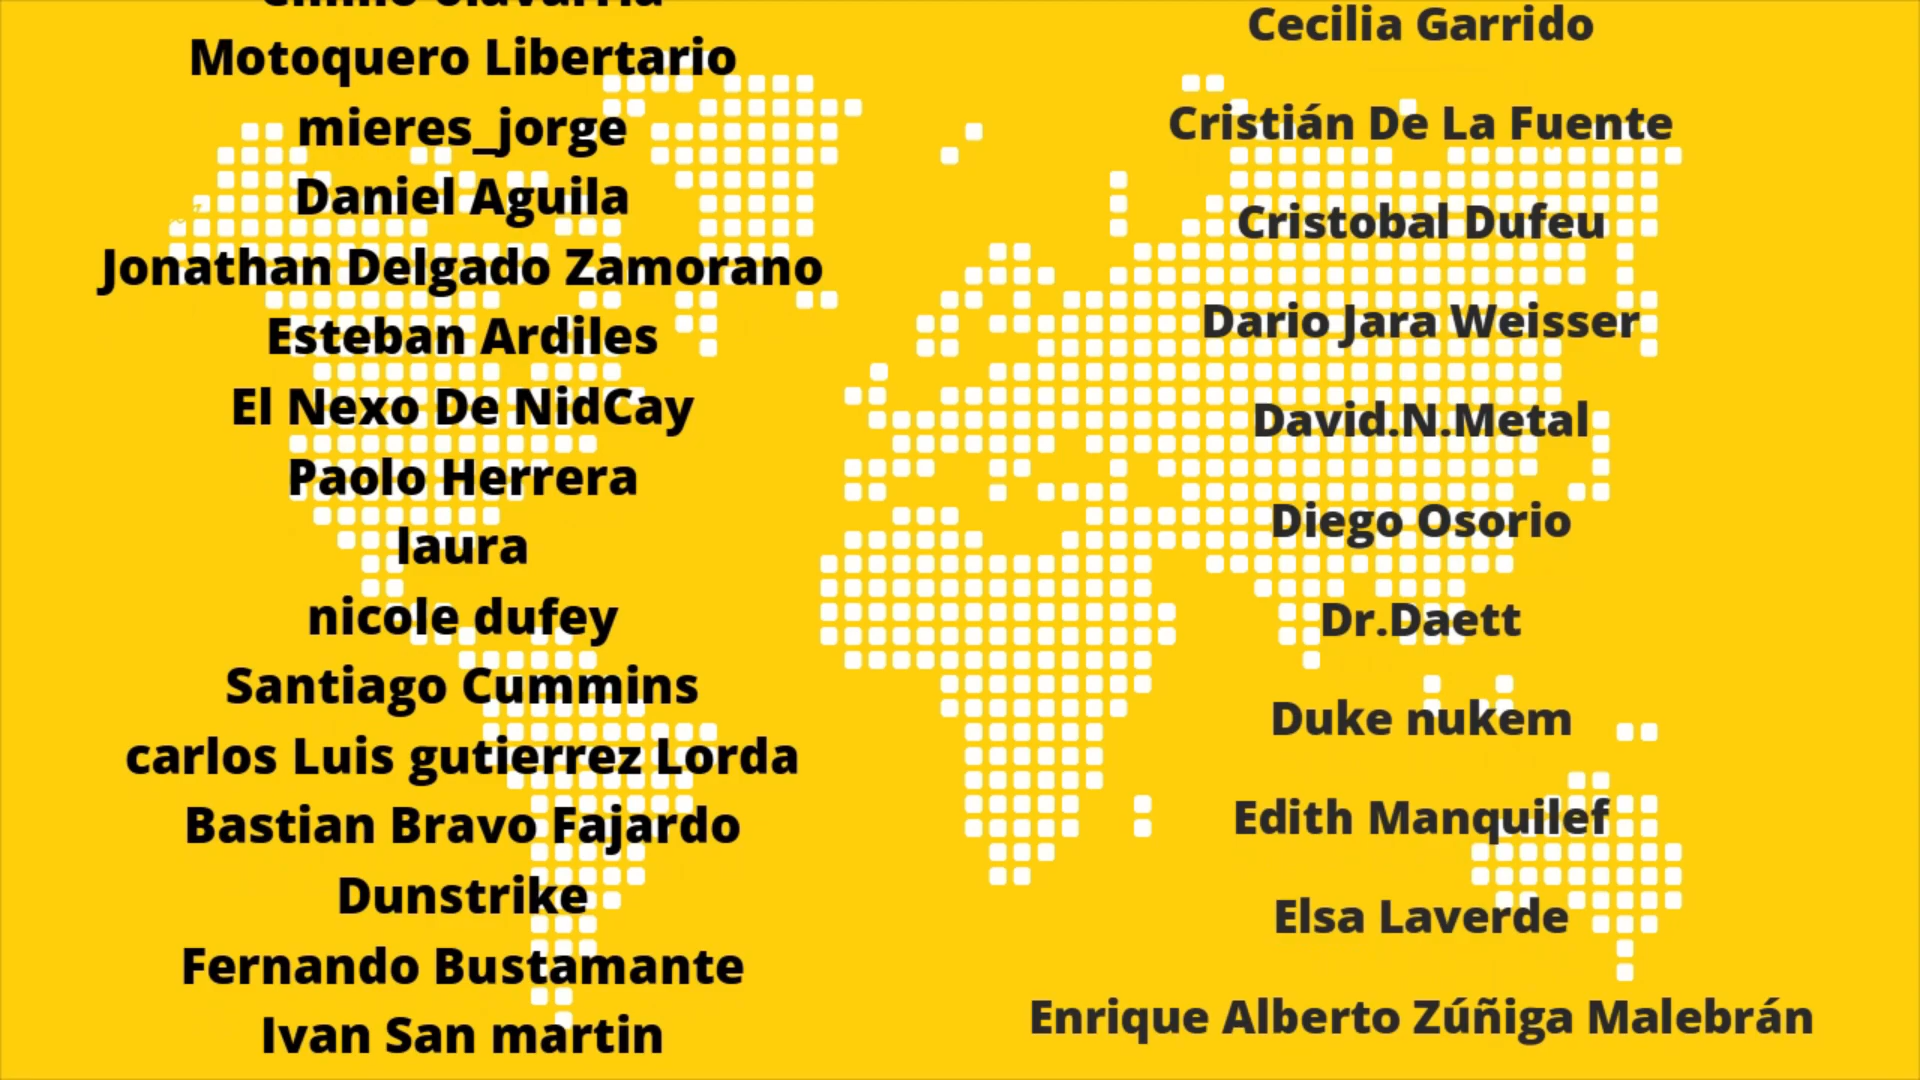 Motoquero Libertario
mieres_jorge
Daniel Aguila
Jonathan Delgado Zamorano
Esteban Ardiles
El Nexo De NidCay
Paolo Herrera
laura
nicole dufey
Santiago Cummins
carlos Luis gutierrez Lorda
Bastian Bravo Fajardo
Dunstrike
Fernando Bustamante
Ivan San martin
Cecilia Garrido
Cristián De La Fuente
Cristobal Dufeu
Dario Jara Weisser
David.N.Metal
Diego Osorio
Dr.Daett
Duke nukem
Edith Manquilef
Elsa Laverde
Enrique Alberto Zúñiga Malebrán